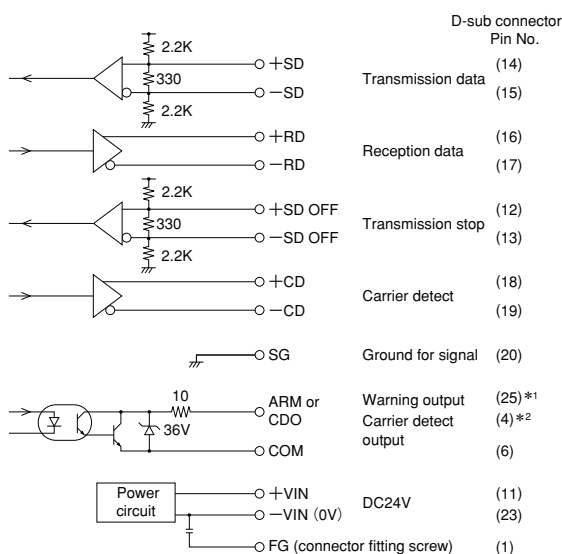 D-sub connector
Pin No.
2.2K
+SD
(14)
330
Transmission data
−SD
(15)
2.2K
+RD
(16)
Reception data
−RD
(17)
2.2K
+SD OFF
(12)
330
Transmission stop
−SD OFF
(13)
2.2K
+CD
(18)
Carrier detect
−CD
(19)
SG
Ground for signal
(20)
10
ARM or
CDO
Warning output
(25)*1
36V
Carrier detect
output
(4)*2
COM
(6)
Power
circuit
+VIN
DC24V
(11)
−VIN (0V)
(23)
FG (connector fitting screw)
(1)